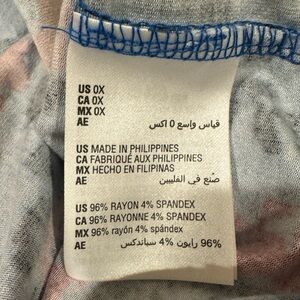 US 0X
CA 0X
MX 0X
AE قياس واسع 0 اكس
US MADE IN PHILIPPINES
CA FABRIQUÉ AUX PHILIPPINES
MX HECHO EN FILIPINAS
AE صنع في الفلبين
US 96% RAYON 4% SPANDEX
CA 96% RAYONNE 4% SPANDEX
MX 96% rayón 4% spandex
AE 96% رايون 4% سباندكس